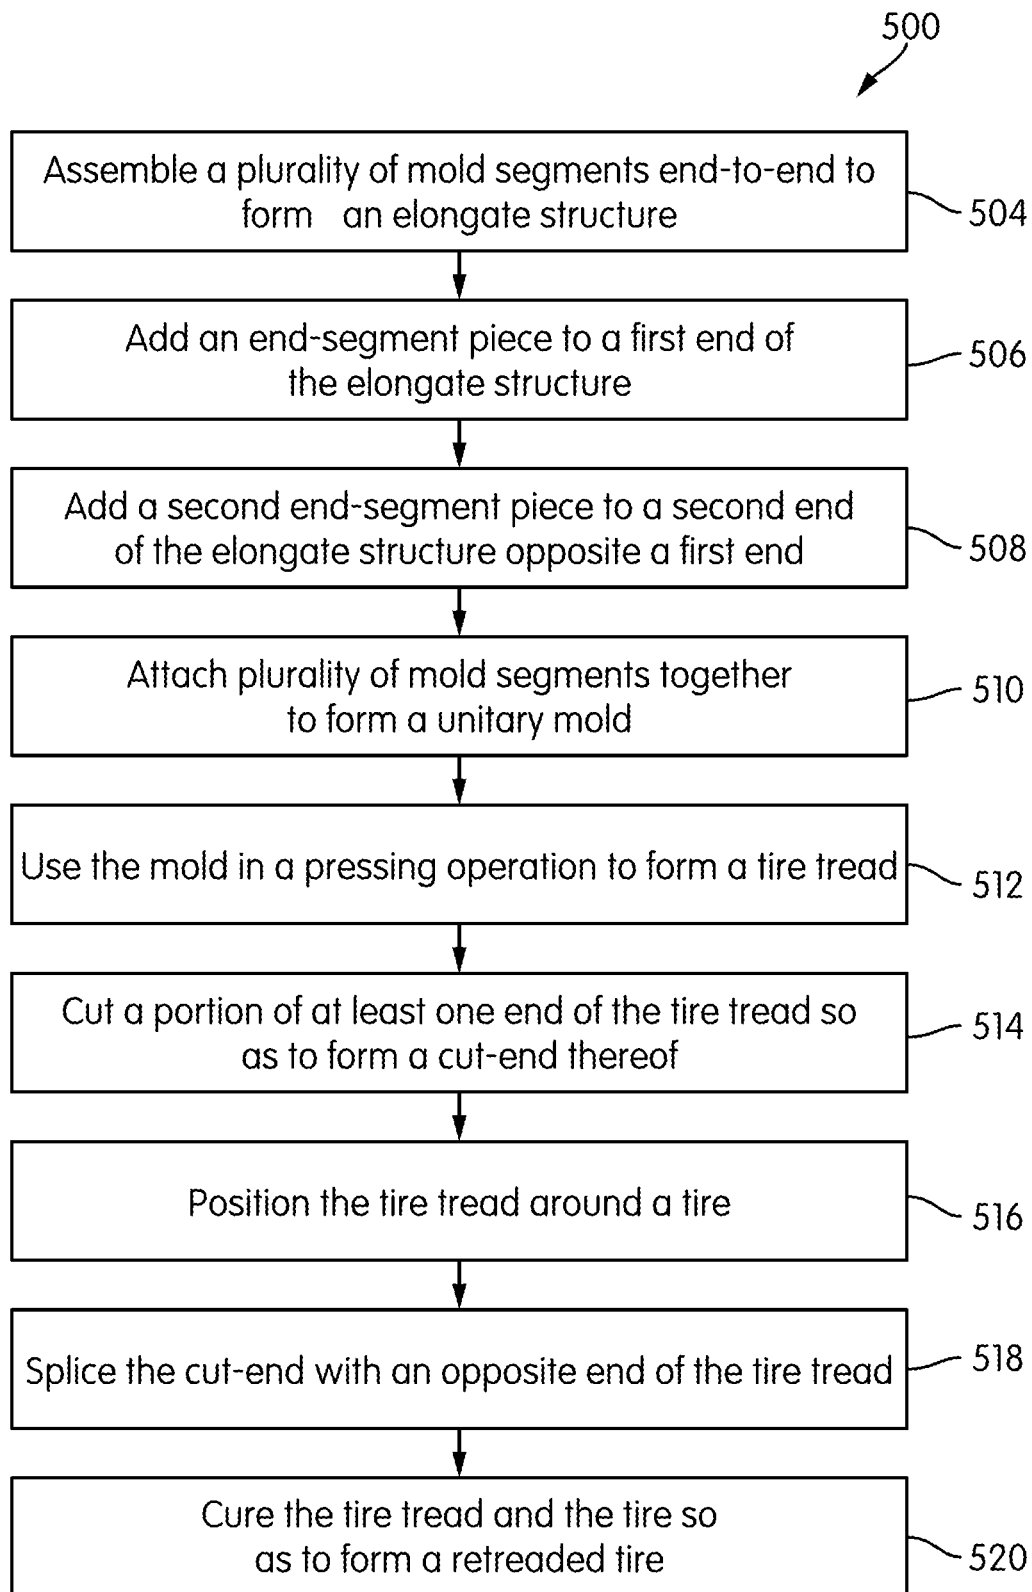 500
Assemble a plurality of mold segments end-to-end to
form an elongate structure
504
Add an end-segment piece to a first end of
the elongate structure
506
Add a second end-segment piece to a second end
of the elongate structure opposite a first end
508
Attach plurality of mold segments together
to form a unitary mold
510
Use the mold in a pressing operation to form a tire tread
512
Cut a portion of at least one end of the tire tread so
as to form a cut-end thereof
514
Position the tire tread around a tire
516
Splice the cut-end with an opposite end of the tire tread
518
Cure the tire tread and the tire so
as to form a retreaded tire
520